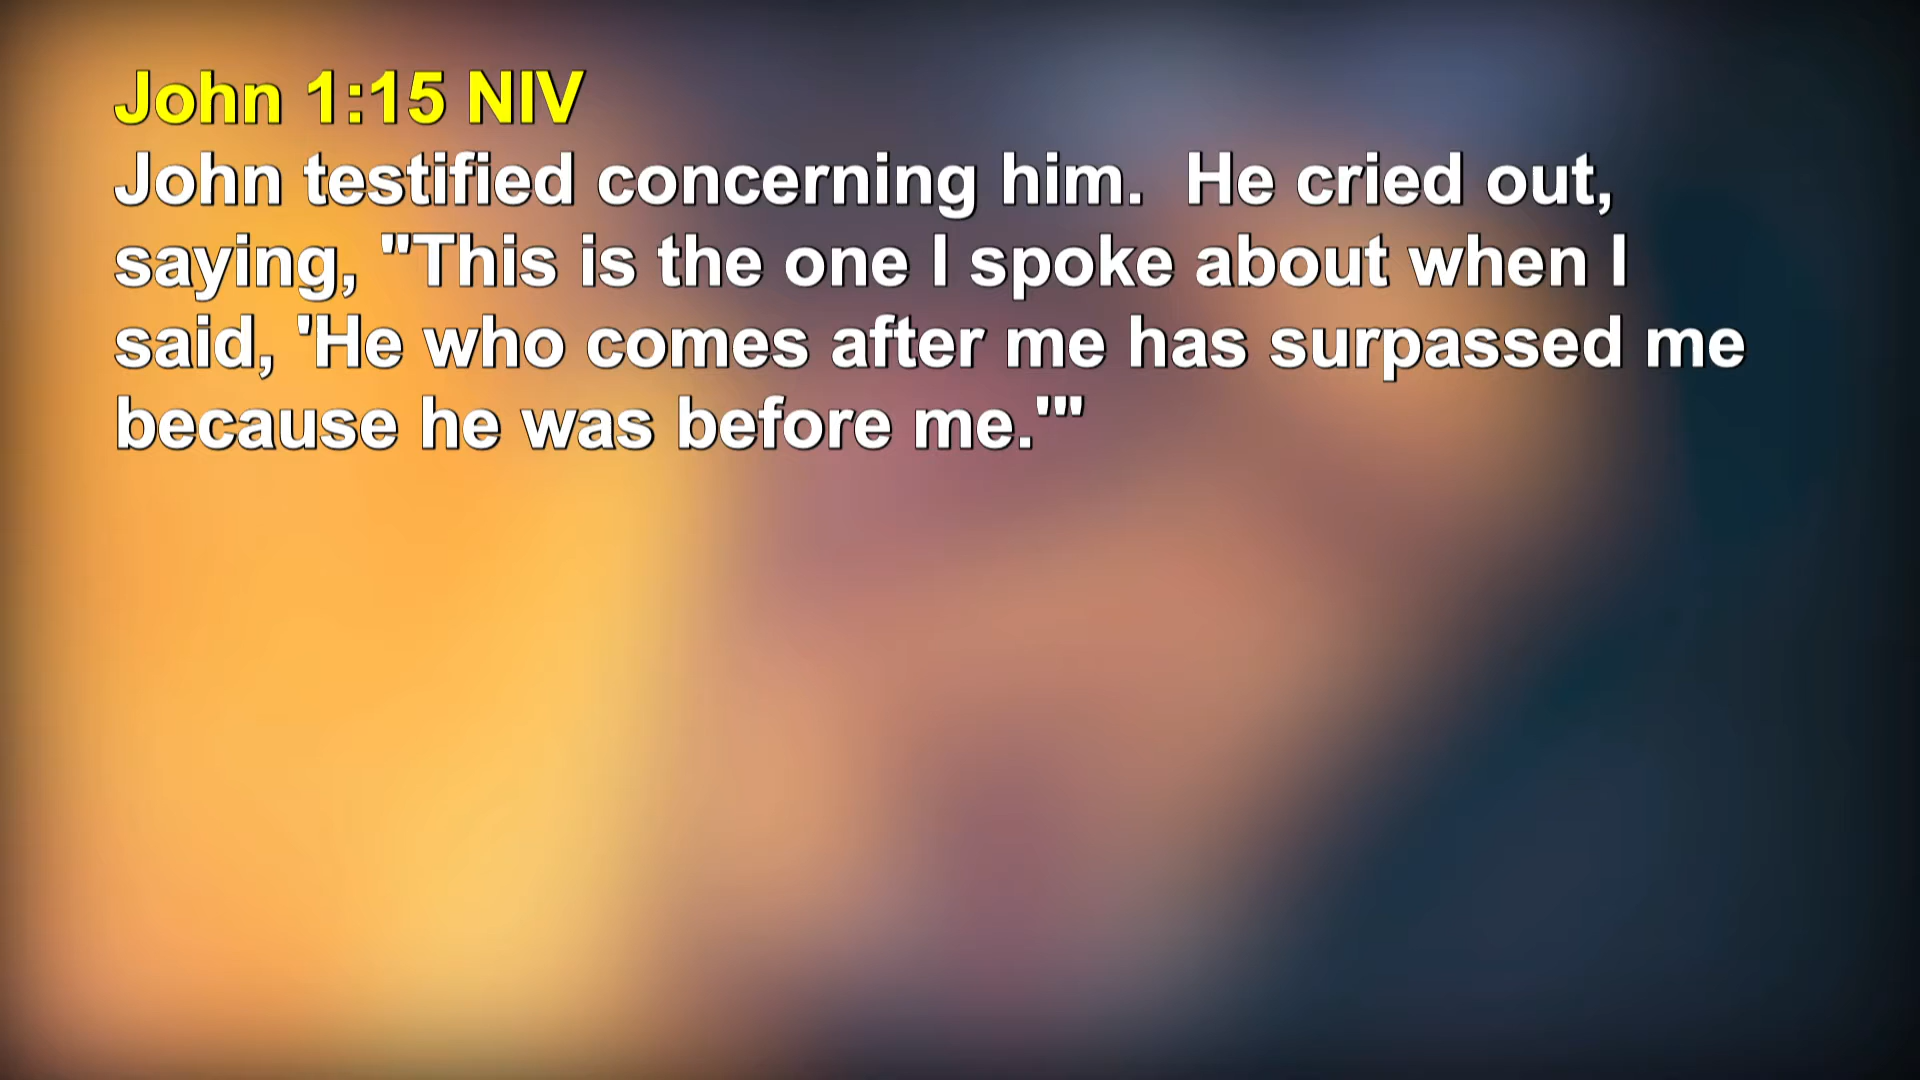 John 1:15 NIV
John testified concerning him.  He cried out,
saying, "This is the one I spoke about when I
said, 'He who comes after me has surpassed me
because he was before me.'"